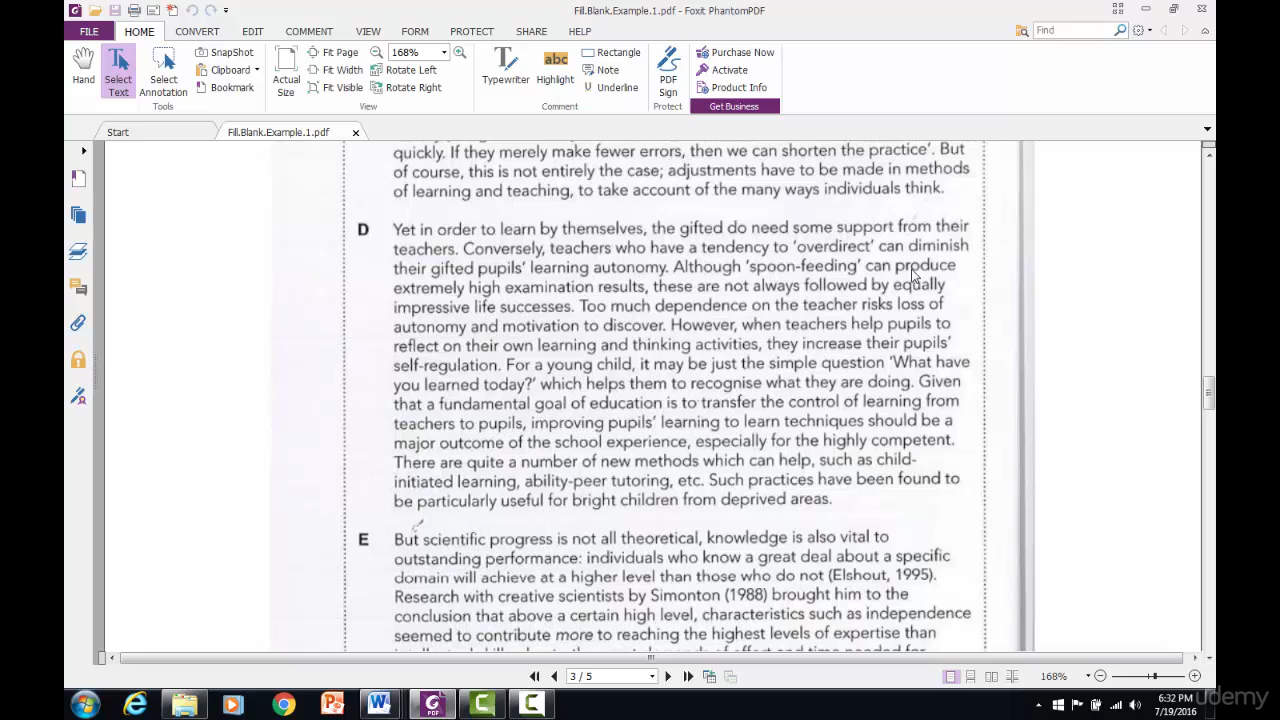 Fill.Blank.Example.1.pdf - Foxit PhantomPDF
FILE HOME CONVERT EDIT COMMENT VIEW FORM PROTECT SHARE HELP Find
Hand
Select Text
Select Annotation
SnapShot
Clipboard
Bookmark
Tools
Actual Size
Fit Page
Fit Width
Fit Visible
168%
Rotate Left
Rotate Right
View
Typewriter
abc
Highlight
Rectangle
Note
Underline
Comment
PDF Sign
Protect
Purchase Now
Activate
Product Info
Get Business
Start Fill.Blank.Example.1.pdf
quickly. If they merely make fewer errors, then we can shorten the practice'. But
of course, this is not entirely the case; adjustments have to be made in methods
of learning and teaching, to take account of the many ways individuals think.
D Yet in order to learn by themselves, the gifted do need some support from their
teachers. Conversely, teachers who have a tendency to 'overdirect' can diminish
their gifted pupils' learning autonomy. Although 'spoon-feeding' can produce
extremely high examination results, these are not always followed by equally
impressive life successes. Too much dependence on the teacher risks loss of
autonomy and motivation to discover. However, when teachers help pupils to
reflect on their own learning and thinking activities, they increase their pupils'
self-regulation. For a young child, it may be just the simple question 'What have
you learned today?' which helps them to recognise what they are doing. Given
that a fundamental goal of education is to transfer the control of learning from
teachers to pupils, improving pupils' learning to learn techniques should be a
major outcome of the school experience, especially for the highly competent.
There are quite a number of new methods which can help, such as child-
initiated learning, ability-peer tutoring, etc. Such practices have been found to
be particularly useful for bright children from deprived areas.
E But scientific progress is not all theoretical, knowledge is also vital to
outstanding performance: individuals who know a great deal about a specific
domain will achieve at a higher level than those who do not (Elshout, 1995).
Research with creative scientists by Simonton (1988) brought him to the
conclusion that above a certain high level, characteristics such as independence
seemed to contribute more to reaching the highest levels of expertise than
3 / 5
168%
6:32 PM
7/19/2016
udemy